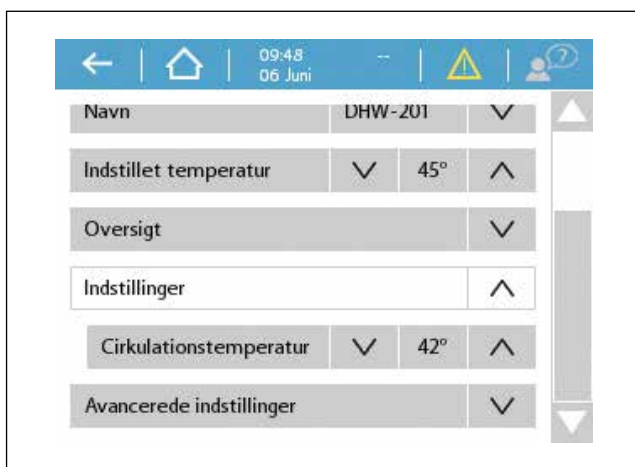 09:48 --
06 Juni
Navn DHW-201
Indstillet temperatur 45°
Oversigt
Indstillinger
Cirkulationstemperatur 42°
Avancerede indstillinger